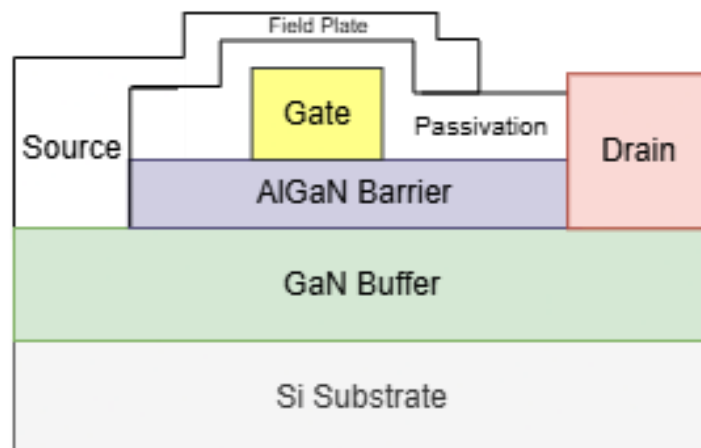 Field Plate
Gate
Passivation
Source
Drain
AlGaN Barrier
GaN Buffer
Si Substrate